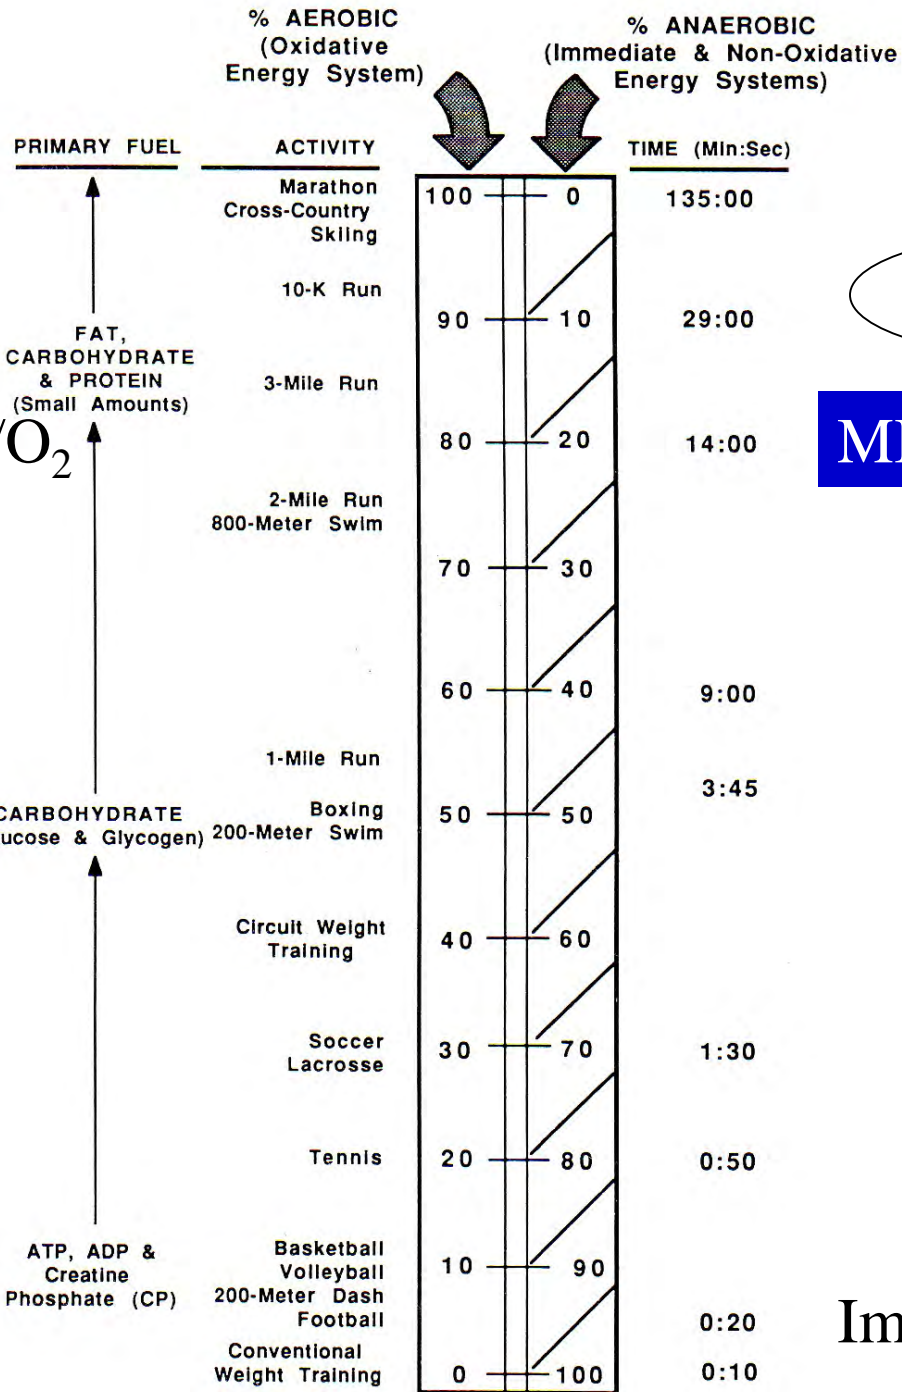 % AEROBIC
(Oxidative
Energy System)
% ANAEROBIC
(Immediate & Non-Oxidative
Energy Systems)
PRIMARY FUEL
ACTIVITY
TIME (Min:Sec)
Marathon
Cross-Country
Skiing
100
0
135:00
10-K Run
90
10
29:00
FAT,
CARBOHYDRATE
& PROTEIN
(Small Amounts)
3-Mile Run
O2
80
20
14:00
2-Mile Run
800-Meter Swim
70
30
60
40
9:00
1-Mile Run
3:45
CARBOHYDRATE
& Glycogen)
Boxing
200-Meter Swim
50
50
Circuit Weight
Training
40
60
Soccer
Lacrosse
30
70
1:30
Tennis
20
80
0:50
ATP, ADP &
Creatine
Phosphate (CP)
Basketball
Volleyball
200-Meter Dash
Football
10
90
0:20
Conventional
Weight Training
0
100
0:10